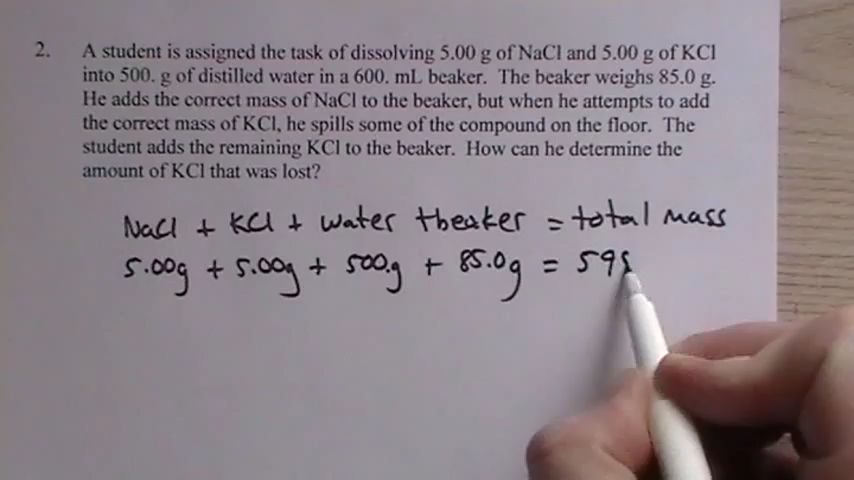 2. A student is assigned the task of dissolving 5.00 g of NaCl and 5.00 g of KCl
into 500. g of distilled water in a 600. mL beaker. The beaker weighs 85.0 g.
He adds the correct mass of NaCl to the beaker, but when he attempts to add
the correct mass of KCl, he spills some of the compound on the floor. The
student adds the remaining KCl to the beaker. How can he determine the
amount of KCl that was lost?
NaCl + KCl + water + beaker = total mass
5.00g + 5.00g + 500.g + 85.0g = 59